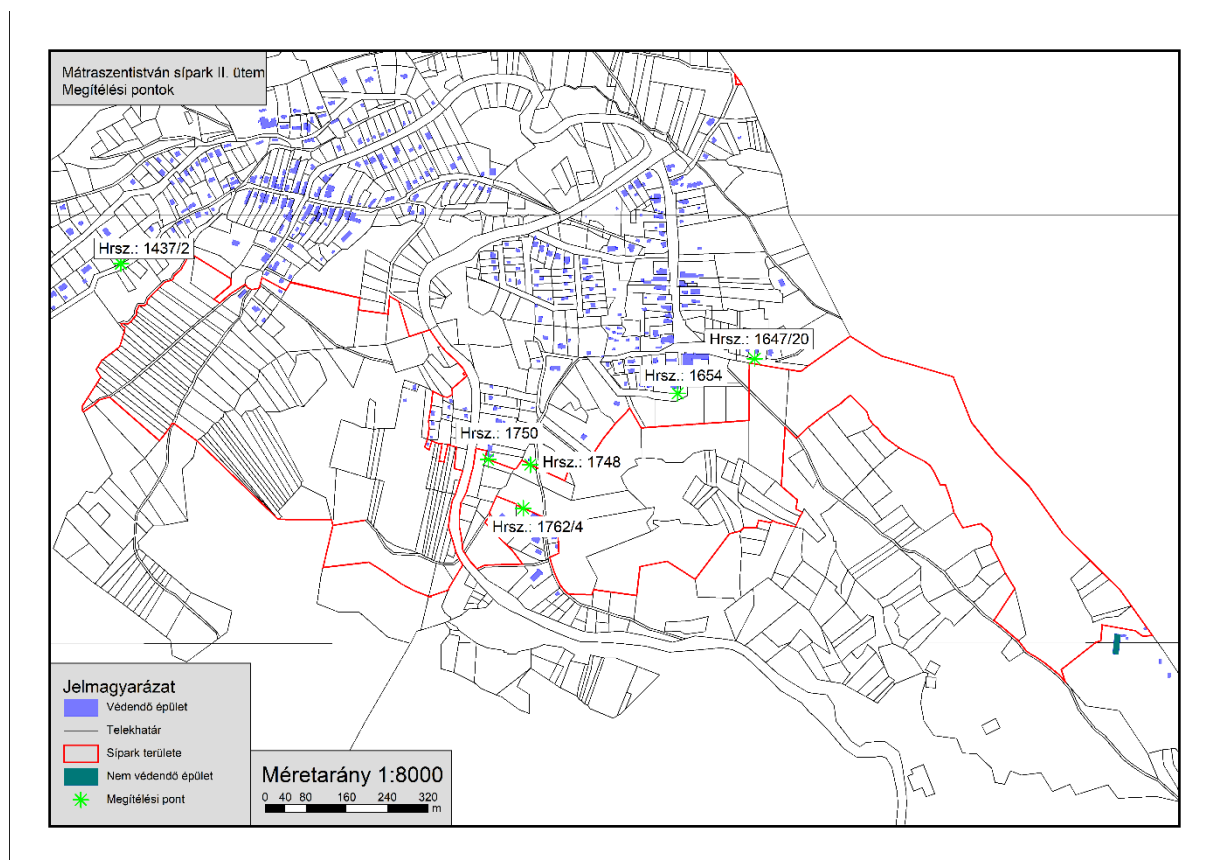 Mátraszentistván sípark II. ütem
Megítélési pontok
Hrsz.: 1437/2
Hrsz.: 1647/20
Hrsz.: 1654
Hrsz.: 1750
Hrsz.: 1748
Hrsz.: 1762/4
Jelmagyarázat
Védendő épület
Telekhatár
Sípark területe
Nem védendő épület
Megítélési pont
Méretarány 1:8000
0 40 80 160 240 320
m